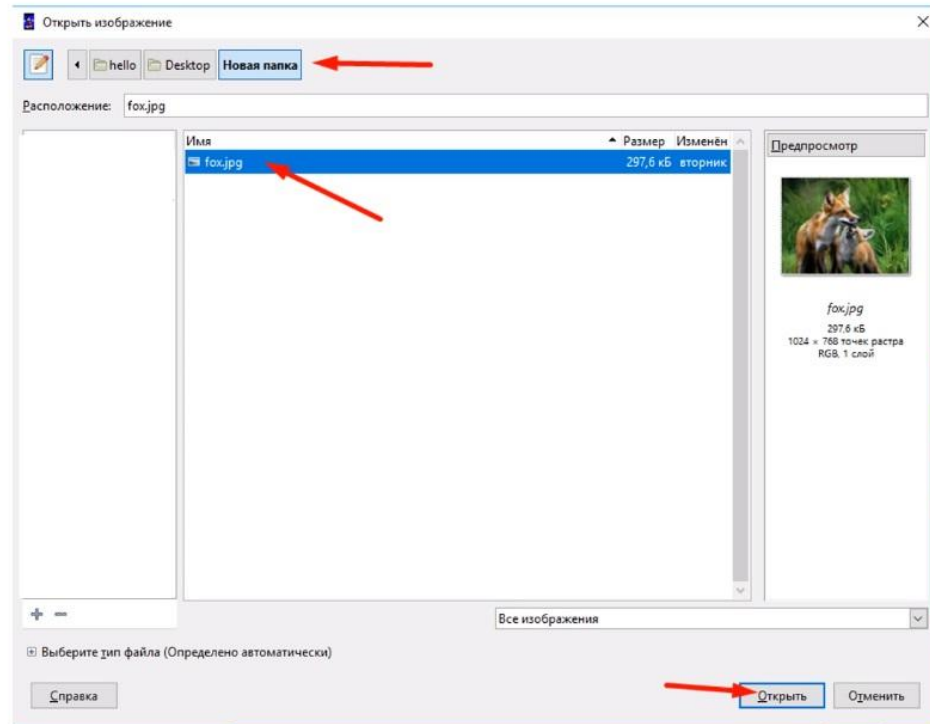 Открыть изображение
hello Desktop Новая папка
Расположение: fox.jpg
Имя Размер Изменён
fox.jpg 297,6 кБ вторник
Предпросмотр
fox.jpg
297,6 кБ
1024 × 768 точек растра
RGB, 1 слой
Все изображения
Выберите тип файла (Определено автоматически)
Справка Открыть Отменить